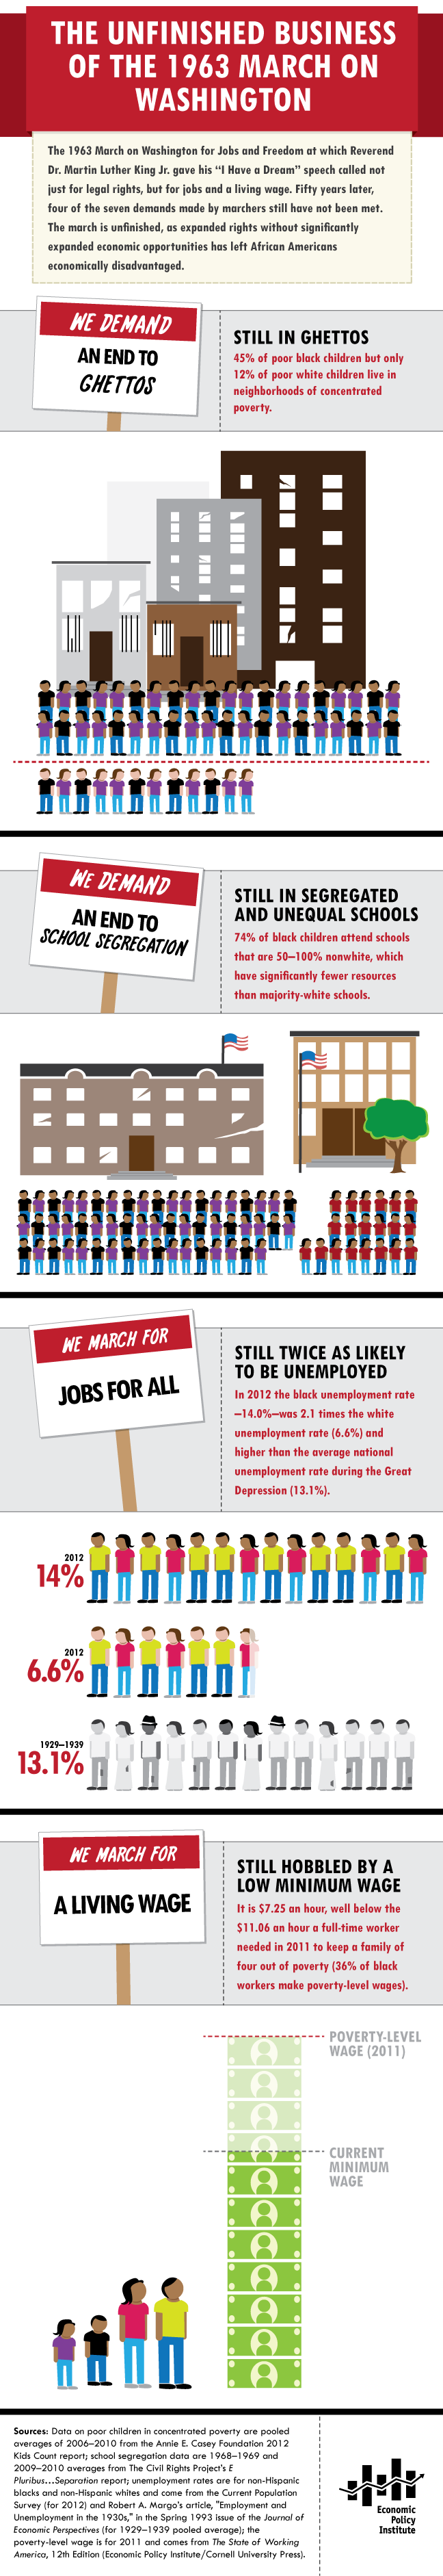 THE UNFINISHED BUSINESS
OF THE 1963 MARCH ON
WASHINGTON
The 1963 March on Washington for Jobs and Freedom at which Reverend
Dr. Martin Luther King Jr. gave his “I Have a Dream” speech called not
just for legal rights, but for jobs and a living wage. Fifty years later,
four of the seven demands made by marchers still have not been met.
The march is unfinished, as expanded rights without significantly
expanded economic opportunities has left African Americans
economically disadvantaged.
WE DEMAND
AN END TO
GHETTOS
STILL IN GHETTOS
45% of poor black children but only
12% of poor white children live in
neighborhoods of concentrated
poverty.
WE DEMAND
AN END TO
SCHOOL SEGREGATION
STILL IN SEGREGATED
AND UNEQUAL SCHOOLS
74% of black children attend schools
that are 50–100% nonwhite, which
have significantly fewer resources
than majority-white schools.
WE MARCH FOR
JOBS FOR ALL
STILL TWICE AS LIKELY
TO BE UNEMPLOYED
In 2012 the black unemployment rate
–14.0%–was 2.1 times the white
unemployment rate (6.6%) and
higher than the average national
unemployment rate during the Great
Depression (13.1%).
2012
14%
2012
6.6%
1929–1939
13.1%
WE MARCH FOR
A LIVING WAGE
STILL HOBBLED BY A
LOW MINIMUM WAGE
It is $7.25 an hour, well below the
$11.06 an hour a full-time worker
needed in 2011 to keep a family of
four out of poverty (36% of black
workers make poverty-level wages).
POVERTY-LEVEL
WAGE (2011)
CURRENT
MINIMUM
WAGE
Sources: Data on poor children in concentrated poverty are pooled
averages of 2006–2010 from the Annie E. Casey Foundation 2012
Kids Count report; school segregation data are 1968–1969 and
2009–2010 averages from The Civil Rights Project's E
Pluribus...Separation report; unemployment rates are for non-Hispanic
blacks and non-Hispanic whites and come from the Current Population
Survey (for 2012) and Robert A. Margo's article, "Employment and
Unemployment in the 1930s," in the Spring 1993 issue of the Journal of
Economic Perspectives (for 1929–1939 pooled average); the
poverty-level wage is for 2011 and comes from The State of Working
America, 12th Edition (Economic Policy Institute/Cornell University Press).
Economic
Policy
Institute